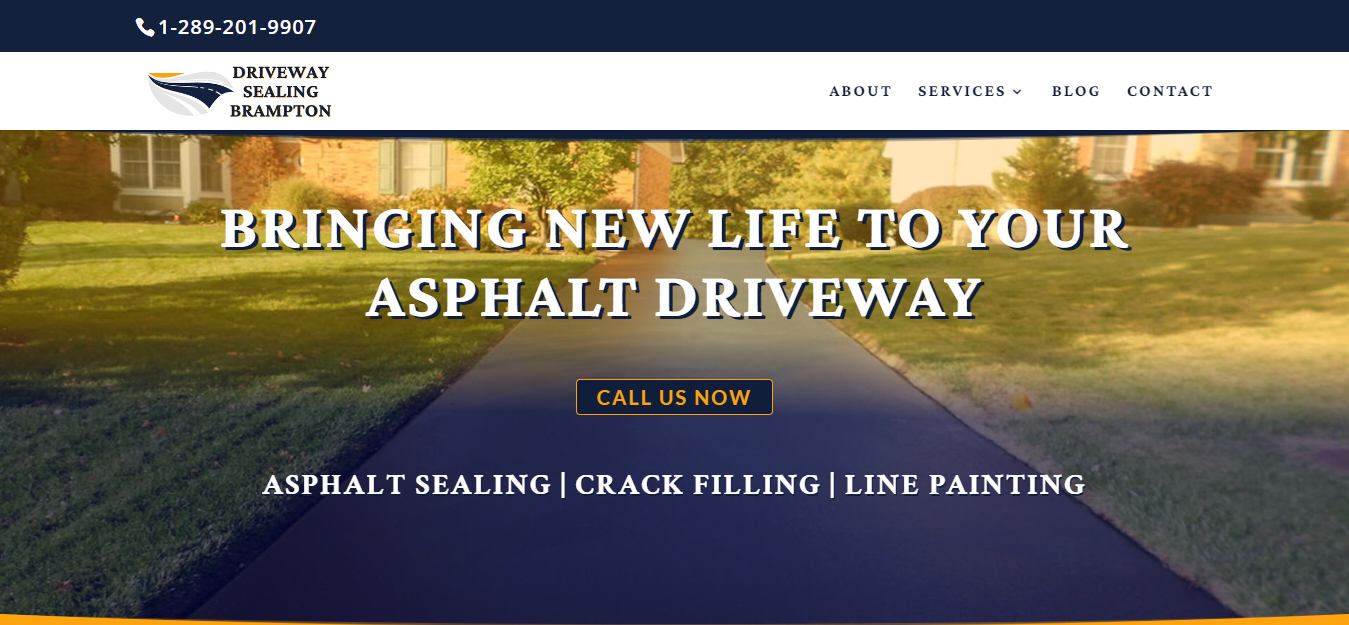 1-289-201-9907
DRIVEWAY
SEALING
BRAMPTON
ABOUT SERVICES BLOG CONTACT
BRINGING NEW LIFE TO YOUR
ASPHALT DRIVEWAY
CALL US NOW
ASPHALT SEALING | CRACK FILLING | LINE PAINTING